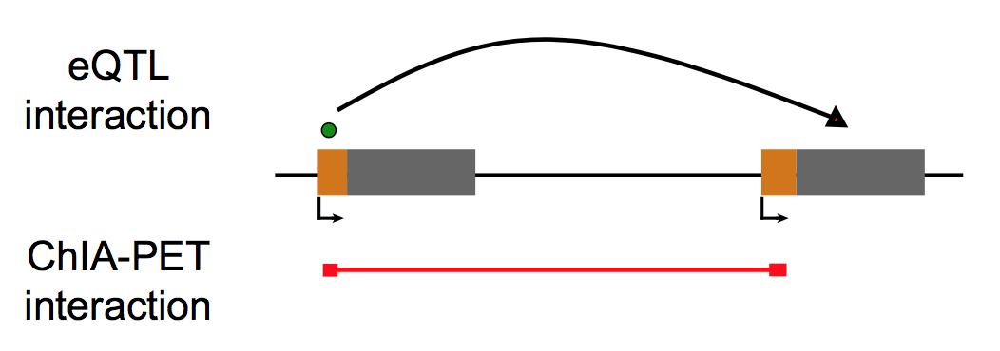 eQTL
interaction
ChIA-PET
interaction